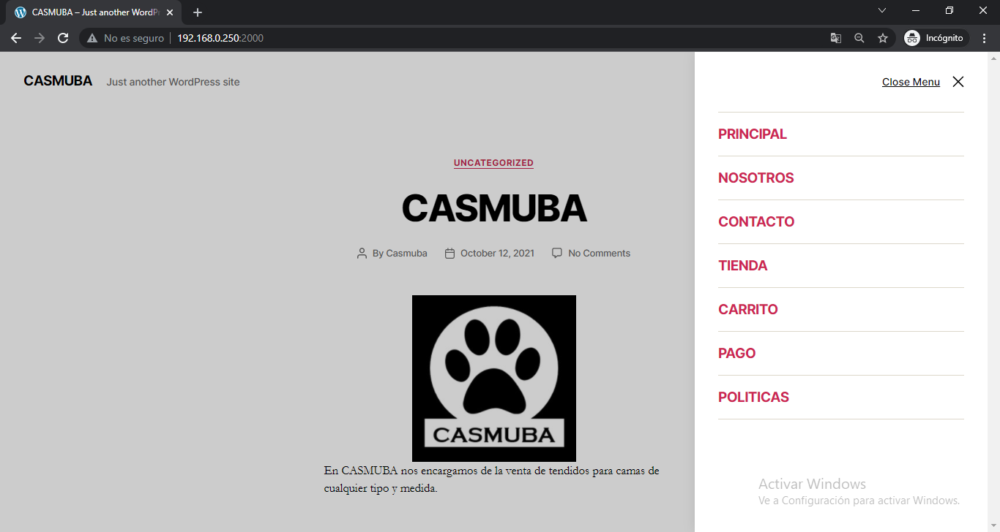 CASMUBA – Just another WordPr
No es seguro 192.168.0.250:2000 Incógnito
CASMUBA Just another WordPress site
UNCATEGORIZED
CASMUBA
By Casmuba October 12, 2021 No Comments
CASMUBA
En CASMUBA nos encargamos de la venta de tendidos para camas de
cualquier tipo y medida.
Close Menu
PRINCIPAL
NOSOTROS
CONTACTO
TIENDA
CARRITO
PAGO
POLITICAS
Activar Windows
Ve a Configuración para activar Windows.